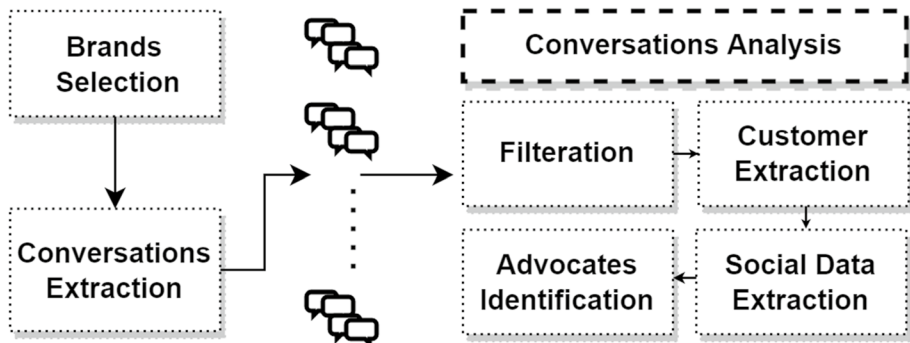 Brands
Selection
Conversations
Extraction
Conversations Analysis
Filteration
Customer
Extraction
Social Data
Extraction
Advocates
Identification